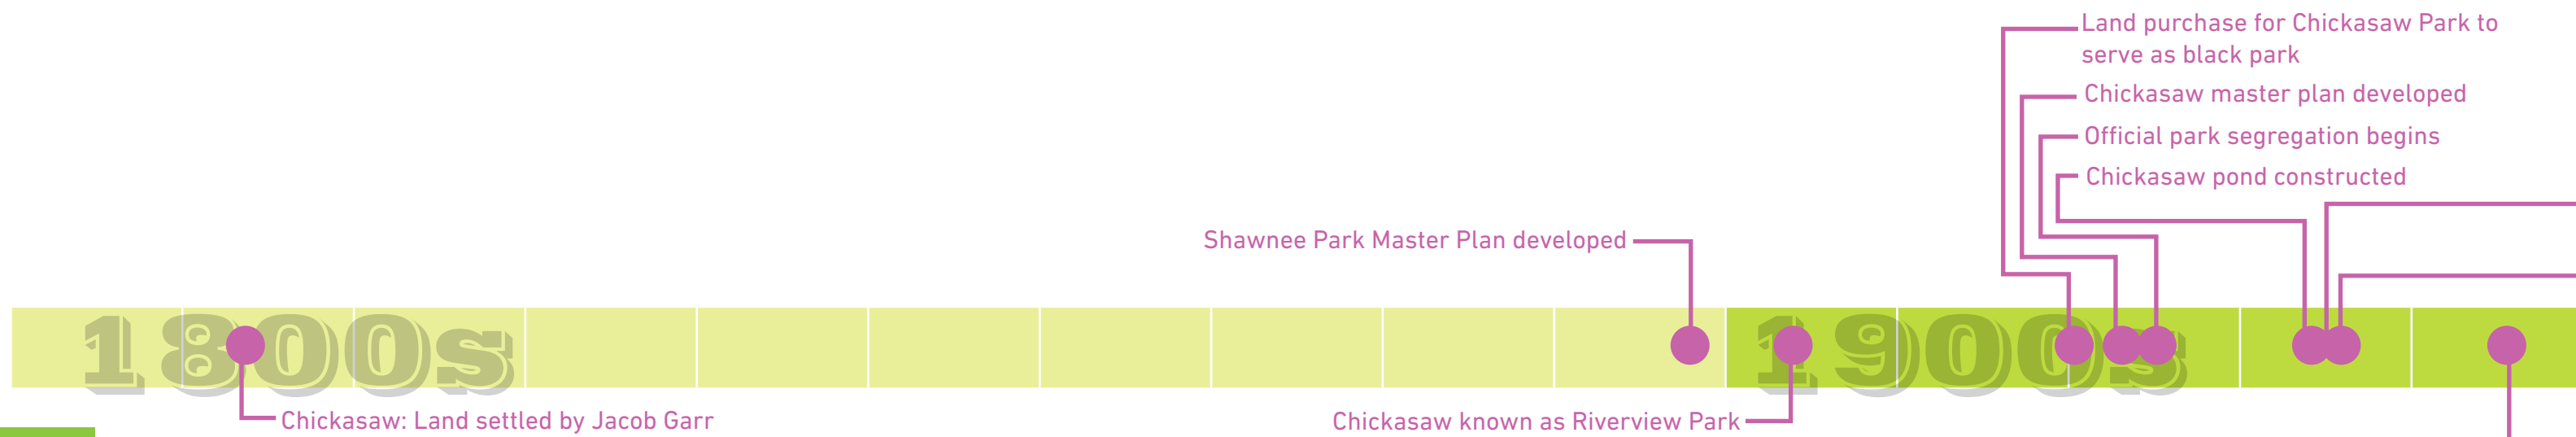 Land purchase for Chickasaw Park to
serve as black park
Chickasaw master plan developed
Official park segregation begins
Chickasaw pond constructed
Shawnee Park Master Plan developed
1800s
1900s
Chickasaw: Land settled by Jacob Garr
Chickasaw known as Riverview Park